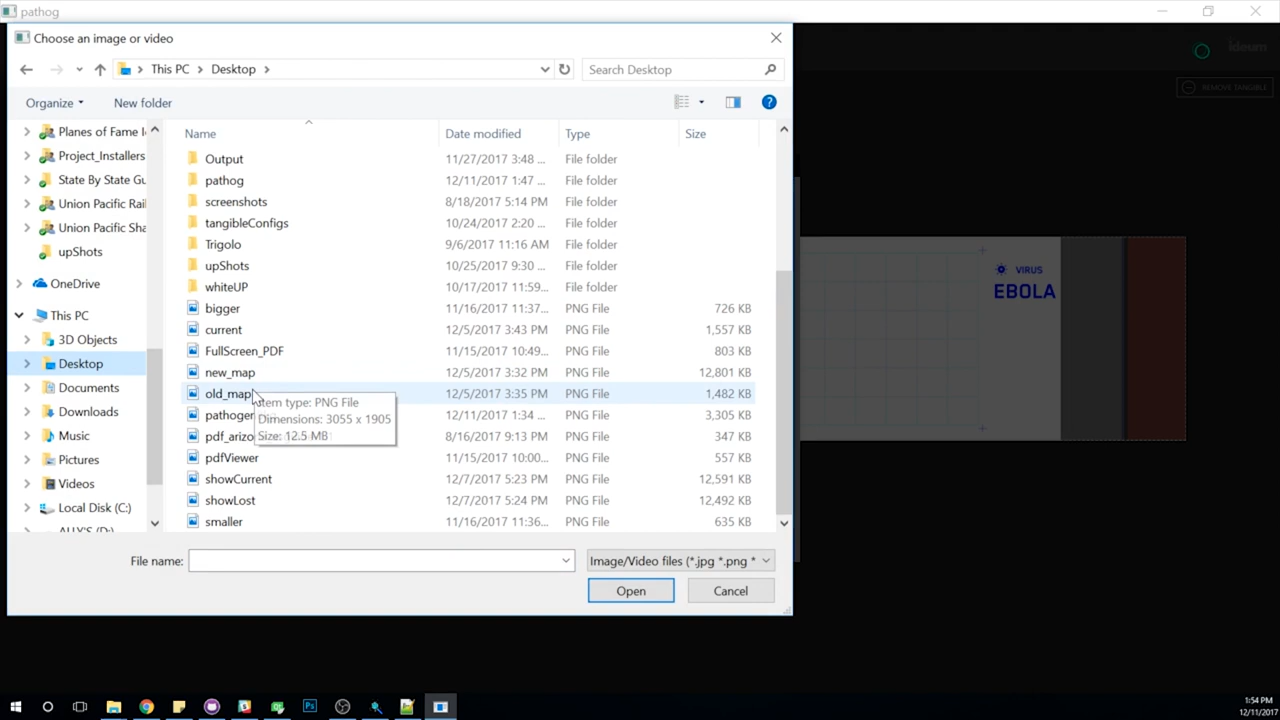 pathog
Choose an image or video
This PC
Desktop
Search Desktop
ideum
REMOVE TANGIBLE
Organize
New folder
Name
Date modified
Type
Size
Planes of Fame I
Project_Installers
State By State Gu
Union Pacific Rail
Union Pacific Sha
upShots
OneDrive
This PC
3D Objects
Desktop
Documents
Downloads
Music
Pictures
Videos
Local Disk (C:)
Output 11/27/2017 3:48 ... File folder
pathog 12/11/2017 1:47 ... File folder
screenshots 8/18/2017 5:14 PM File folder
tangibleConfigs 10/24/2017 2:20 ... File folder
Trigolo 9/6/2017 11:16 AM File folder
upShots 10/25/2017 9:30 ... File folder
whiteUP 10/17/2017 11:59... File folder
bigger 11/16/2017 11:37... PNG File 726 KB
current 12/5/2017 3:43 PM PNG File 1,557 KB
FullScreen_PDF 11/15/2017 10:49... PNG File 803 KB
new_map 12/5/2017 3:32 PM PNG File 12,801 KB
old_map 12/5/2017 3:35 PM PNG File 1,482 KB
pathoger 12/11/2017 1:34 ... PNG File 3,305 KB
pdf_arizo 8/16/2017 9:13 PM PNG File 347 KB
pdfViewer 11/15/2017 10:00... PNG File 557 KB
showCurrent 12/7/2017 5:23 PM PNG File 12,591 KB
showLost 12/7/2017 5:24 PM PNG File 12,492 KB
smaller 11/16/2017 11:36... PNG File 635 KB
Item type: PNG File
Dimensions: 3055 x 1905
Size: 12.5 MB
VIRUS
EBOLA
File name:
Image/Video files (*.jpg *.png *
Open
Cancel
1:54 PM
12/11/2017